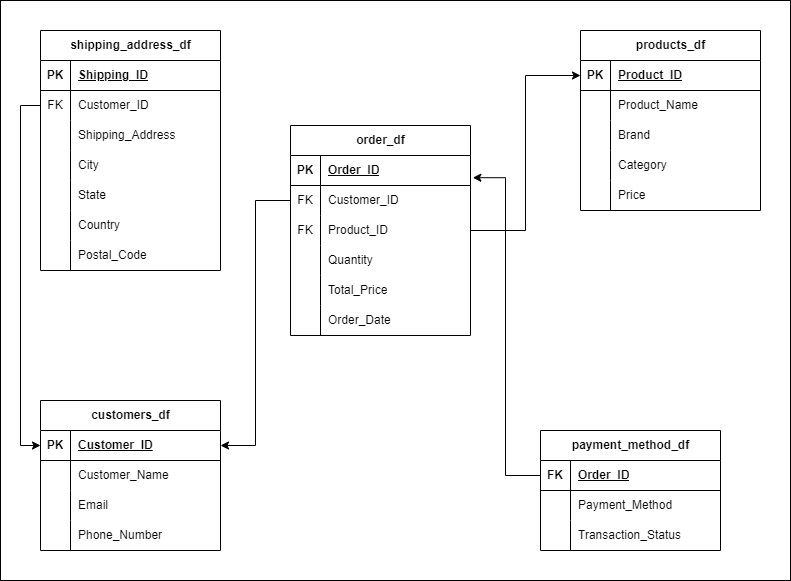 shipping_address_df
PK Shipping_ID
FK Customer_ID
Shipping_Address
City
State
Country
Postal_Code
order_df
PK Order_ID
FK Customer_ID
FK Product_ID
Quantity
Total_Price
Order_Date
products_df
PK Product_ID
Product_Name
Brand
Category
Price
customers_df
PK Customer_ID
Customer_Name
Email
Phone_Number
payment_method_df
FK Order_ID
Payment_Method
Transaction_Status